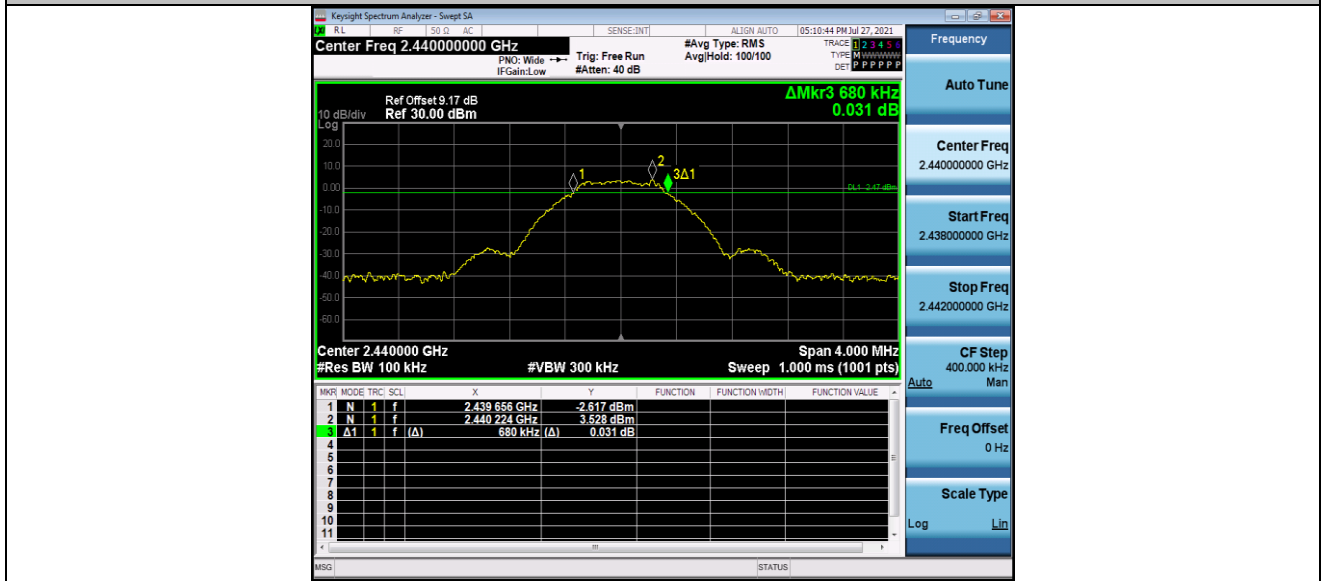 Keysight Spectrum Analyzer - Swept SA
RL RF 50 Ω AC SENSE:INT ALIGN AUTO 05:10:44 PM Jul 27, 2021
Center Freq 2.440000000 GHz
#Avg Type: RMS
TRACE 1 2 3 4 5 6
PNO: Wide
Trig: Free Run
Avg|Hold: 100/100
TYPE M WWWWW
IFGain:Low
#Atten: 40 dB
DET P P P P P P
Frequency
ΔMkr3 680 kHz
0.031 dB
Ref Offset 9.17 dB
10 dB/div Ref 30.00 dBm
Log
20.0
10.0
0.00
-10.0
-20.0
-30.0
-40.0
-50.0
-60.0
1
2
3Δ1
DL1 -2.47 dBm
Center 2.440000 GHz Span 4.000 MHz
#Res BW 100 kHz #VBW 300 kHz Sweep 1.000 ms (1001 pts)
MKR MODE TRC SCL X Y FUNCTION FUNCTION WIDTH FUNCTION VALUE
1 N 1 f 2.439 656 GHz -2.617 dBm
2 N 1 f 2.440 224 GHz 3.528 dBm
3 Δ1 1 f (Δ) 680 kHz (Δ) 0.031 dB
4
5
6
7
8
9
10
11
MSG STATUS
Auto Tune
Center Freq
2.440000000 GHz
Start Freq
2.438000000 GHz
Stop Freq
2.442000000 GHz
CF Step
400.000 kHz
Auto Man
Freq Offset
0 Hz
Scale Type
Log Lin